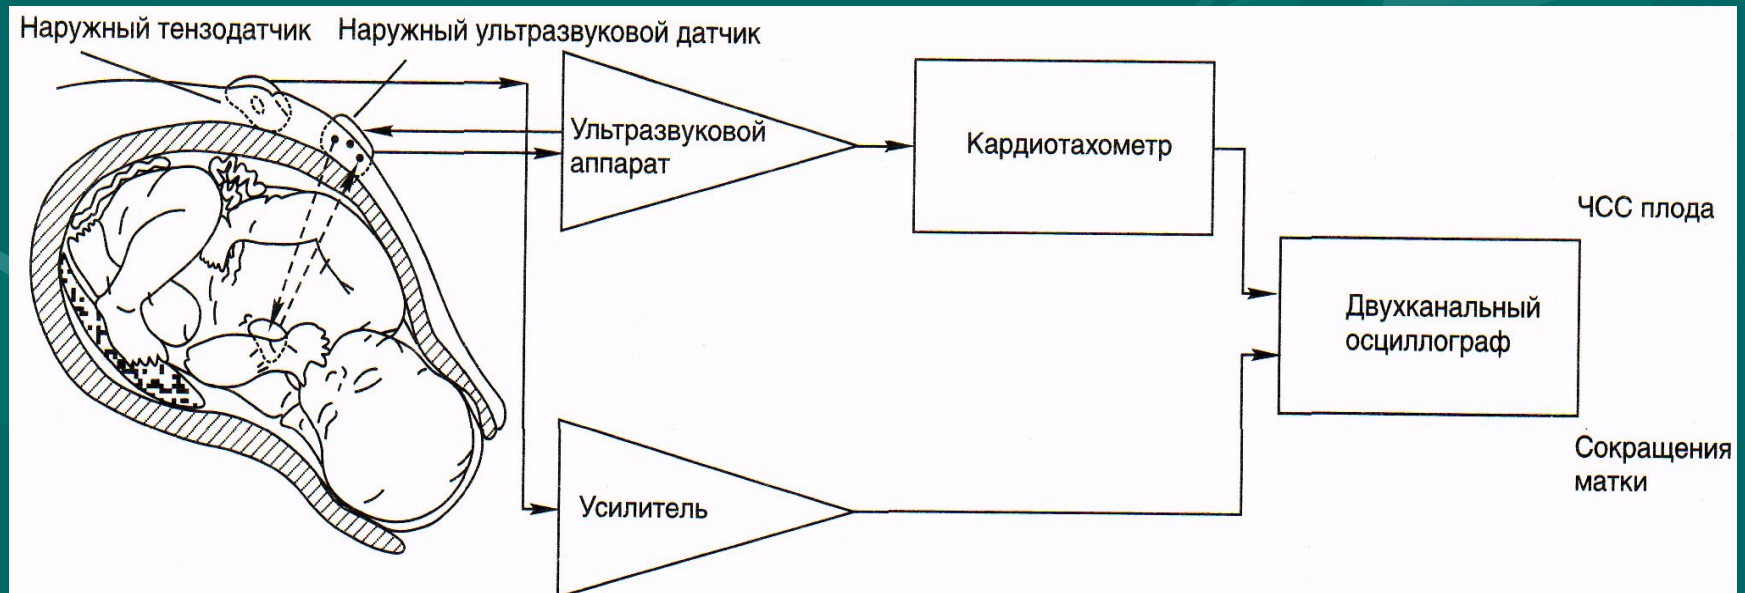 Наружный тензодатчик
Наружный ультразвуковой датчик
Ультразвуковой
аппарат
Кардиотахометр
ЧСС плода
Двухканальный
осциллограф
Сокращения
матки
Усилитель